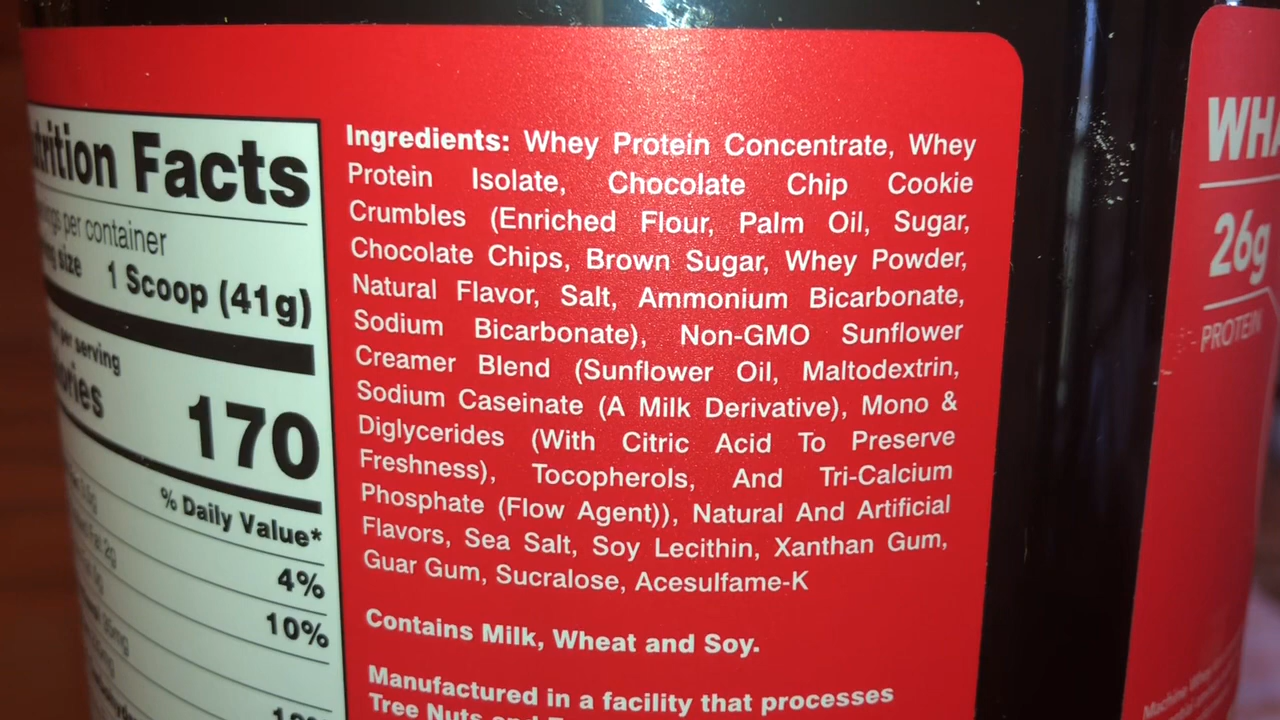 Facts
per container
size 1 Scoop (41g)
per serving
170
% Daily Value*
4%
10%
Ingredients: Whey Protein Concentrate, Whey
Protein Isolate, Chocolate Chip Cookie
Crumbles (Enriched Flour, Palm Oil, Sugar,
Chocolate Chips, Brown Sugar, Whey Powder,
Natural Flavor, Salt, Ammonium Bicarbonate,
Sodium Bicarbonate), Non-GMO Sunflower
Creamer Blend (Sunflower Oil, Maltodextrin,
Sodium Caseinate (A Milk Derivative), Mono &
Diglycerides (With Citric Acid To Preserve
Freshness), Tocopherols, And Tri-Calcium
Phosphate (Flow Agent)), Natural And Artificial
Flavors, Sea Salt, Soy Lecithin, Xanthan Gum,
Guar Gum, Sucralose, Acesulfame-K
Contains Milk, Wheat and Soy.
Manufactured in a facility that processes
Tree Nuts and
26g
PROTEIN